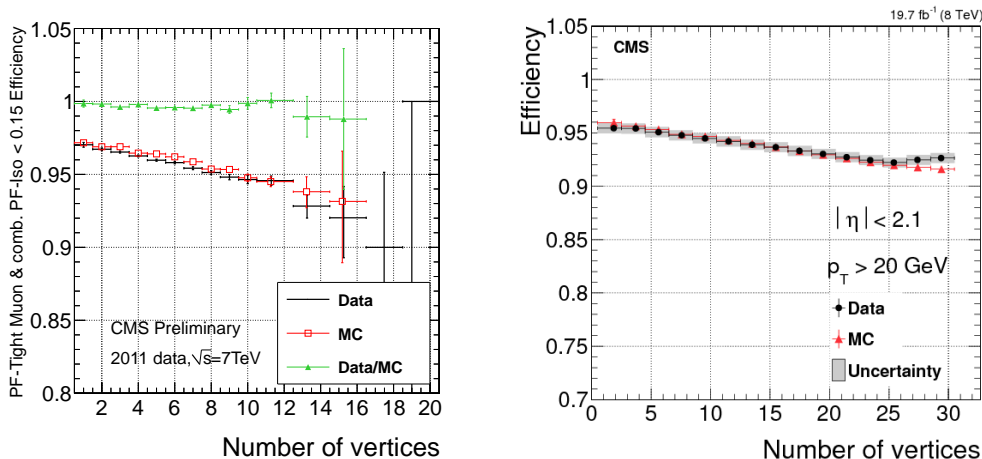 PF-Tight Muon & comb. PF-Iso < 0.15 Efficiency
1.05
1
0.95
0.9
0.85
0.8
Data
MC
Data/MC
CMS Preliminary
2011 data,√s=7TeV
2 4 6 8 10 12 14 16 18 20
Number of vertices
19.7 fb⁻¹ (8 TeV)
Efficiency
1.05
1
0.95
0.9
0.85
0.8
0.75
0.7
CMS
|η| < 2.1
p_T > 20 GeV
Data
MC
Uncertainty
0 5 10 15 20 25 30
Number of vertices